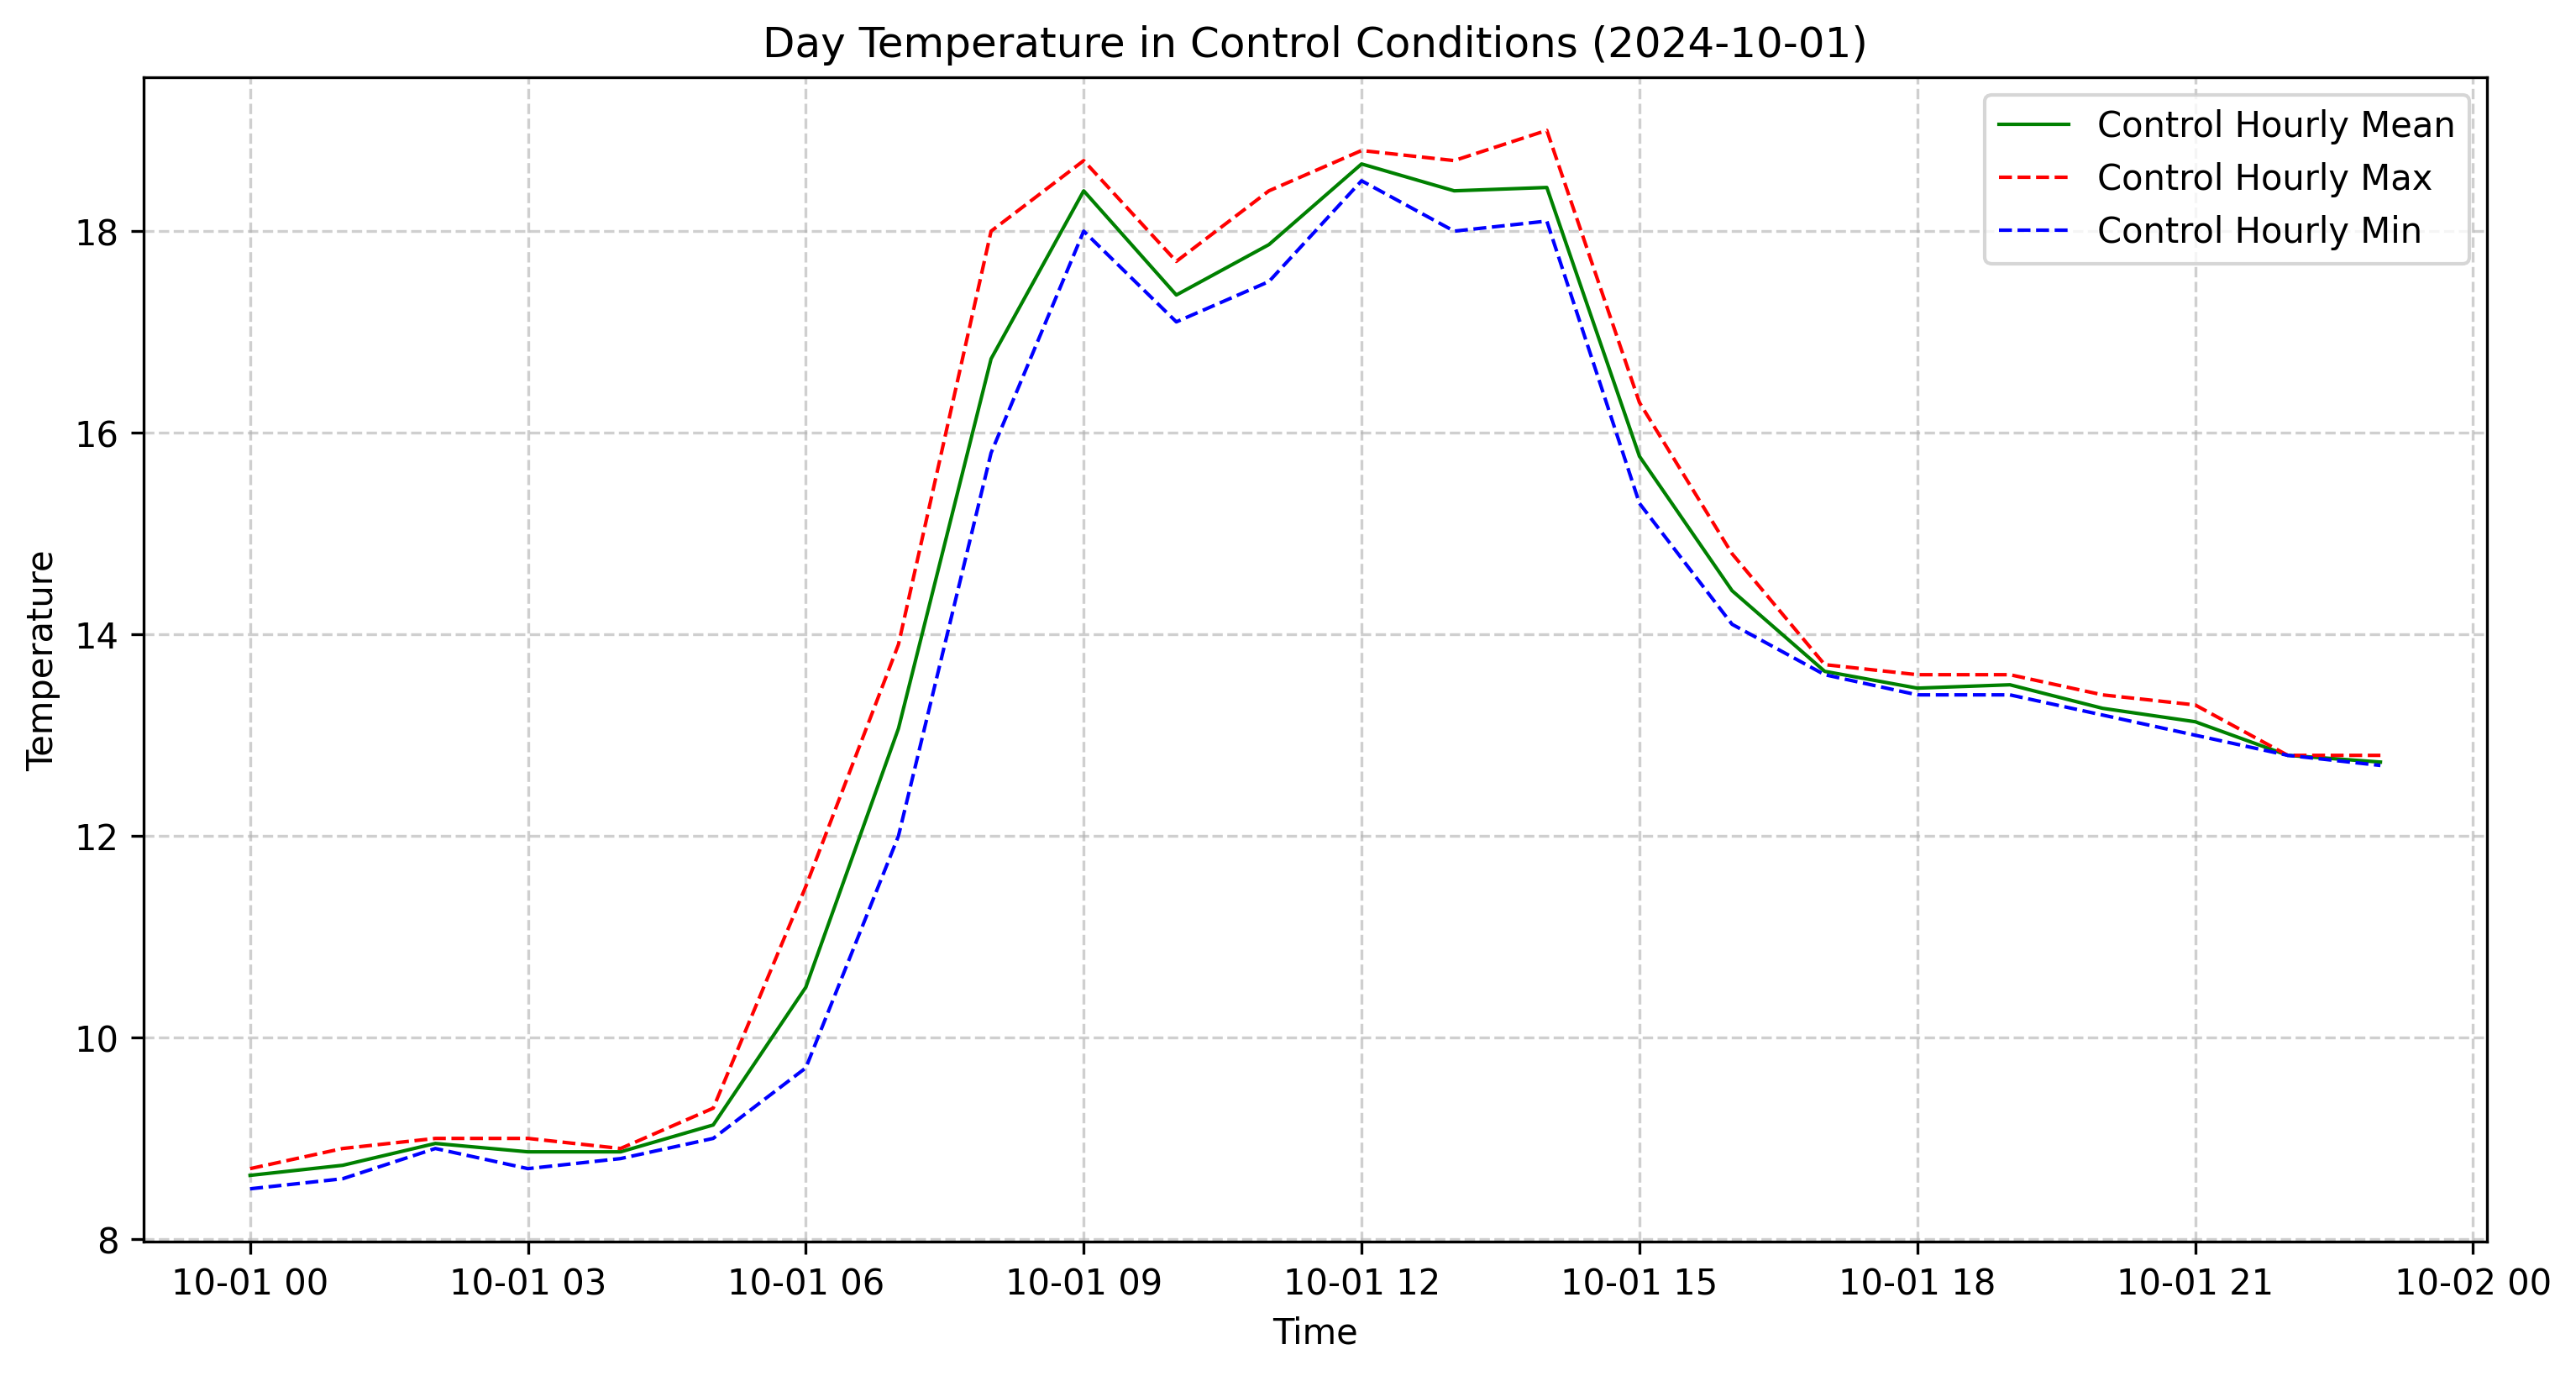 Day Temperature in Control Conditions (2024-10-01)
Control Hourly Mean
Control Hourly Max
Control Hourly Min
18
16
14
12
10
8
Temperature
10-01 00
10-01 03
10-01 06
10-01 09
10-01 12
10-01 15
10-01 18
10-01 21
10-02 00
Time